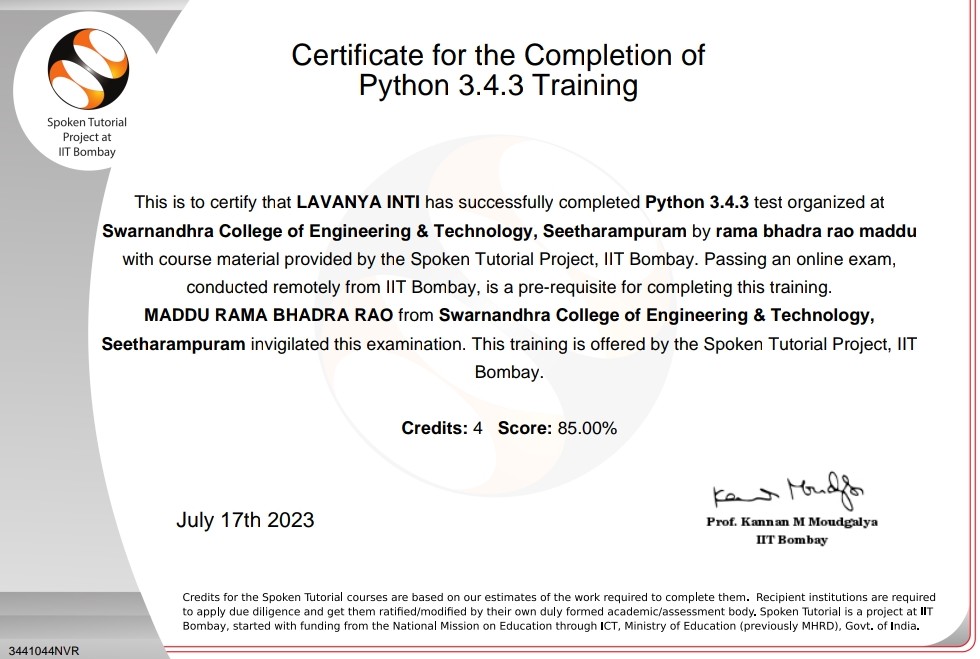 Spoken Tutorial
Project at
IIT Bombay
Certificate for the Completion of
Python 3.4.3 Training
This is to certify that LAVANYA INTI has successfully completed Python 3.4.3 test organized at
Swarnandhra College of Engineering & Technology, Seetharampuram by rama bhadra rao maddu
with course material provided by the Spoken Tutorial Project, IIT Bombay. Passing an online exam,
conducted remotely from IIT Bombay, is a pre-requisite for completing this training.
MADDU RAMA BHADRA RAO from Swarnandhra College of Engineering & Technology,
Seetharampuram invigilated this examination. This training is offered by the Spoken Tutorial Project, IIT
Bombay.
Credits: 4 Score: 85.00%
July 17th 2023
Kannan Moudgalya
Prof. Kannan M Moudgalya
IIT Bombay
Credits for the Spoken Tutorial courses are based on our estimates of the work required to complete them. Recipient institutions are required
to apply due diligence and get them ratified/modified by their own duly formed academic/assessment body. Spoken Tutorial is a project at IIT
Bombay, started with funding from the National Mission on Education through ICT, Ministry of Education (previously MHRD), Govt. of India.
3441044NVR